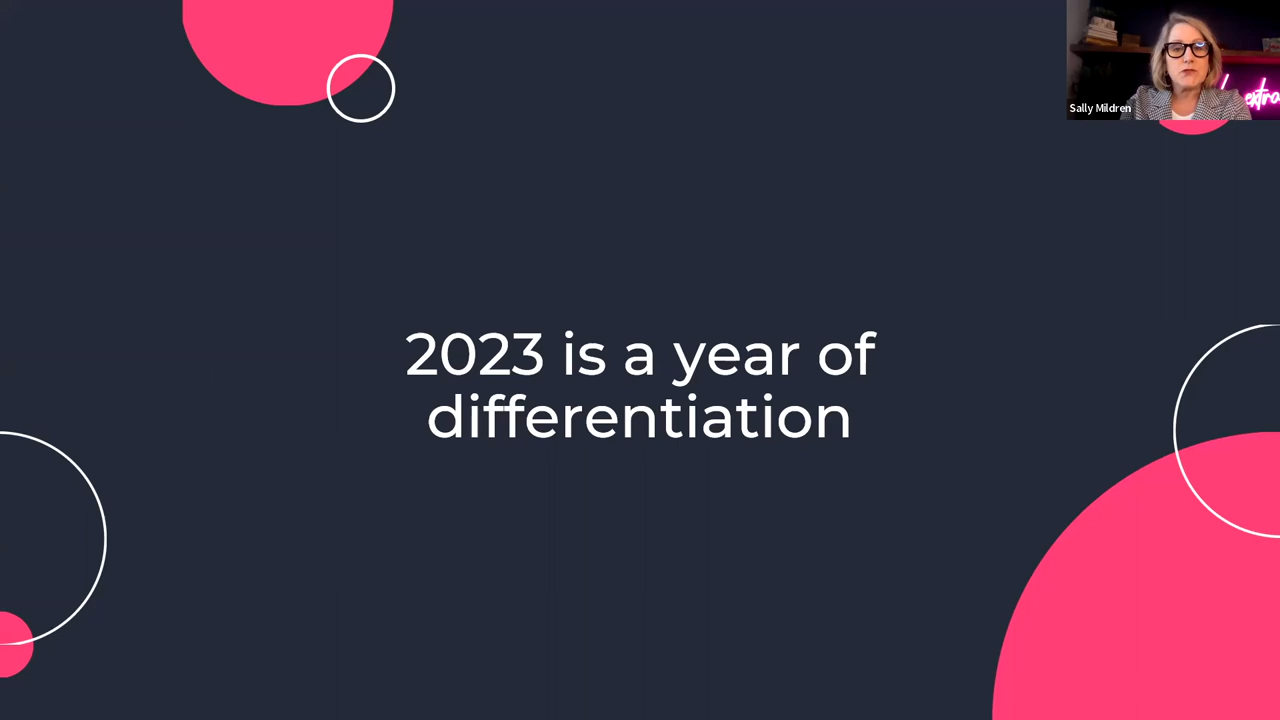 Sally Mildren
2023 is a year of
differentiation